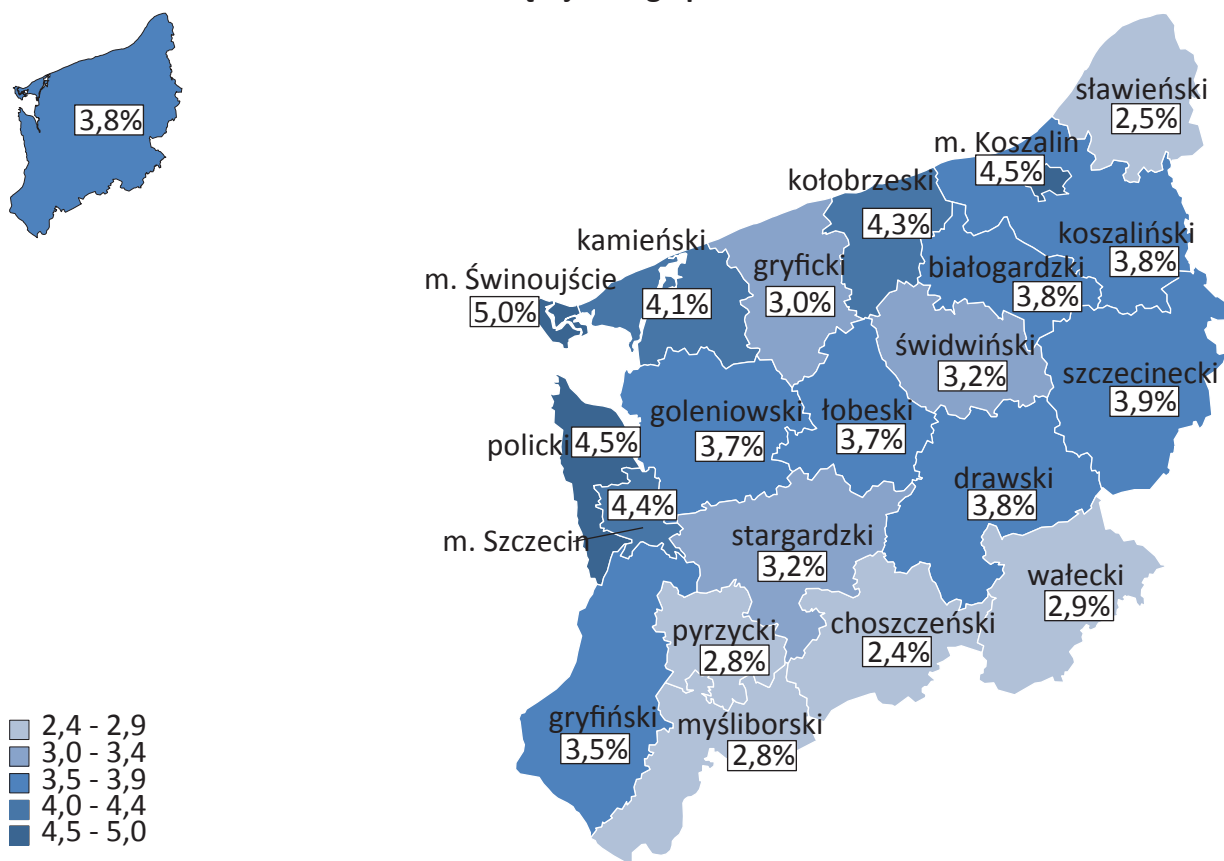 3,8%
sławieński
2,5%
m. Koszalin
4,5%
kołobrzeski
4,3%
koszaliński
3,8%
kamieński
4,1%
gryficki
3,0%
białogardzki
3,8%
m. Świnoujście
5,0%
świdwiński
3,2%
szczecinecki
3,9%
goleniowski
3,7%
łobeski
3,7%
policki
4,5%
drawski
3,8%
4,4%
m. Szczecin
stargardzki
3,2%
wałecki
2,9%
choszczeński
2,4%
pyrzycki
2,8%
gryfiński
3,5%
myśliborski
2,8%
2,4 - 2,9
3,0 - 3,4
3,5 - 3,9
4,0 - 4,4
4,5 - 5,0